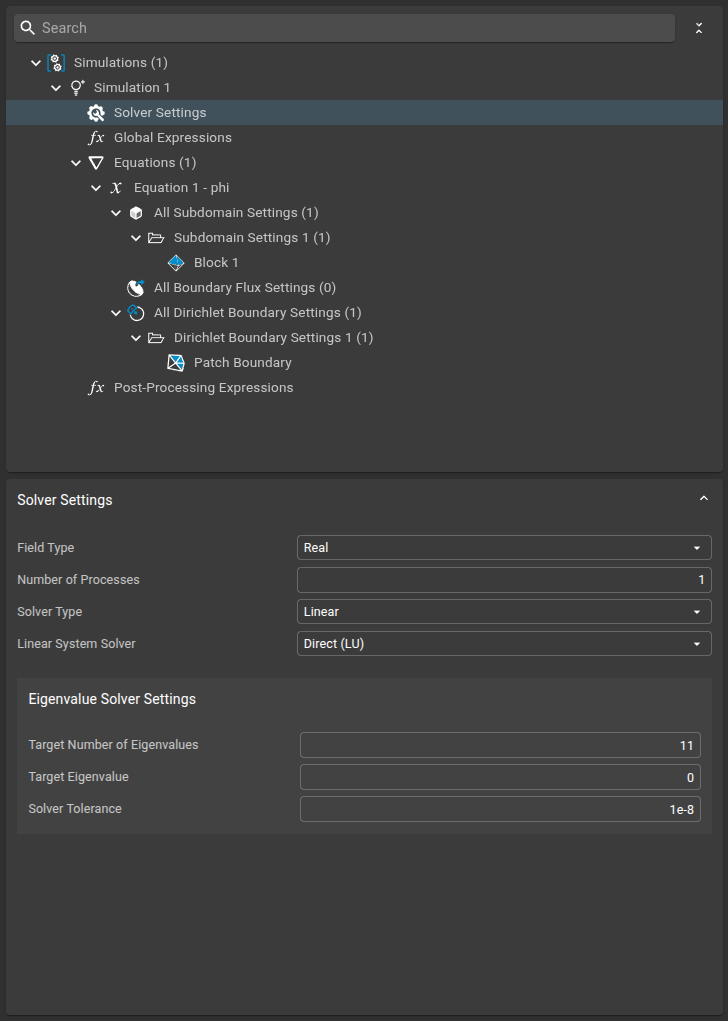 Search
Simulations (1)
Simulation 1
Solver Settings
fx Global Expressions
Equations (1)
x Equation 1 - phi
All Subdomain Settings (1)
Subdomain Settings 1 (1)
Block 1
All Boundary Flux Settings (0)
All Dirichlet Boundary Settings (1)
Dirichlet Boundary Settings 1 (1)
Patch Boundary
fx Post-Processing Expressions
Solver Settings
Field Type Real
Number of Processes 1
Solver Type Linear
Linear System Solver Direct (LU)
Eigenvalue Solver Settings
Target Number of Eigenvalues 11
Target Eigenvalue 0
Solver Tolerance 1e-8